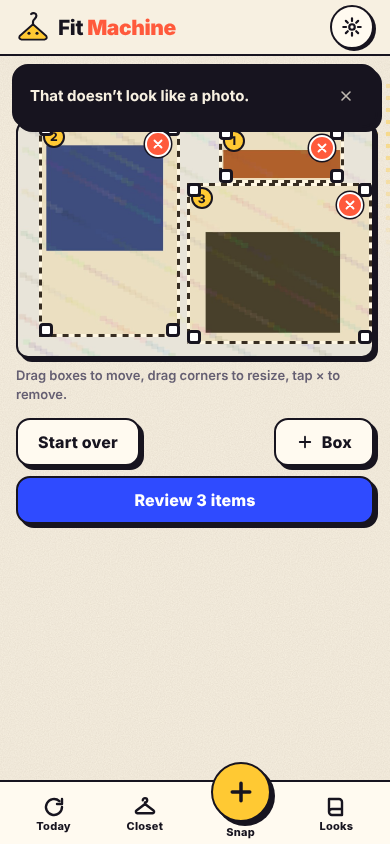 Fit Machine
That doesn't look like a photo.
2
1
3
Drag boxes to move, drag corners to resize, tap × to
remove.
Start over
+ Box
Review 3 items
Today
Closet
Snap
Looks